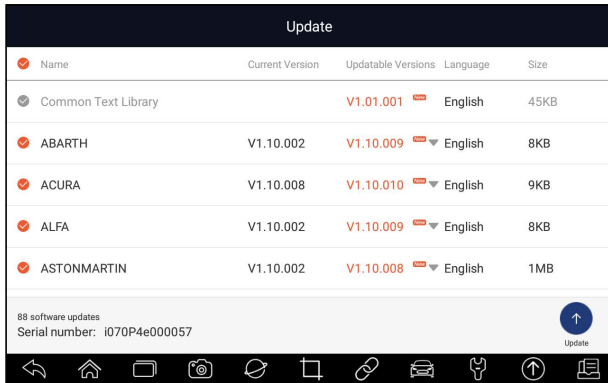 Update
Name Current Version Updatable Versions Language Size
Common Text Library V1.01.001 New English 45KB
ABARTH V1.10.002 V1.10.009 New English 8KB
ACURA V1.10.008 V1.10.010 New English 9KB
ALFA V1.10.002 V1.10.009 New English 8KB
ASTONMARTIN V1.10.002 V1.10.008 New English 1MB
88 software updates
Serial number: i070P4e000057
Update